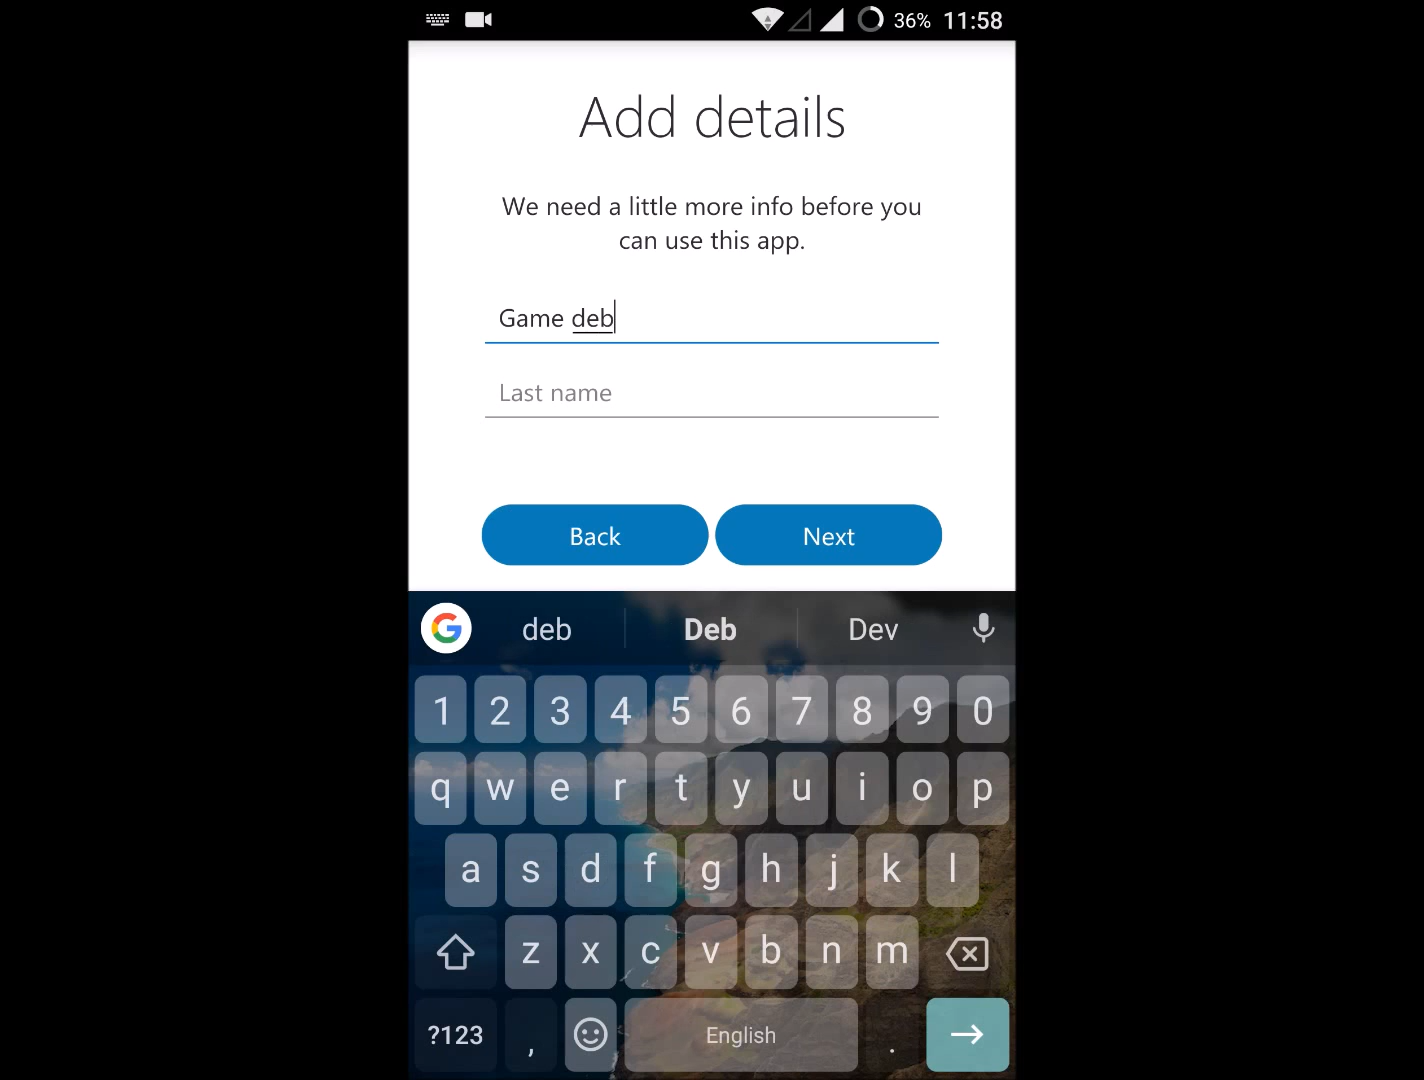 36% 11:58
Add details
We need a little more info before you
can use this app.
Game deb
Last name
Back Next
deb Deb Dev
1 2 3 4 5 6 7 8 9 0
q w e r t y u i o p
a s d f g h j k l
z x c v b n m
?123 , English .